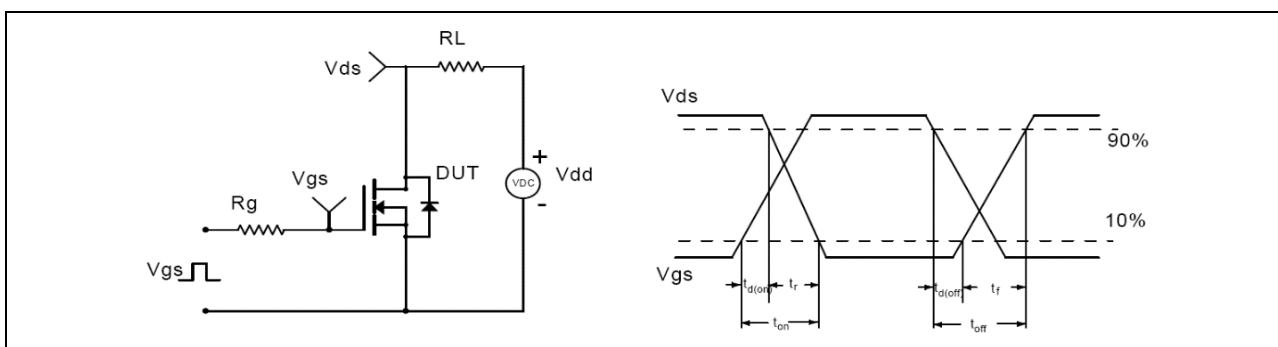 RL
Vds
Vgs
DUT
+
VDC
Vdd
-
Rg
Vgs
Vds
90%
10%
Vgs
td(on)
tr
td(off)
tf
ton
toff